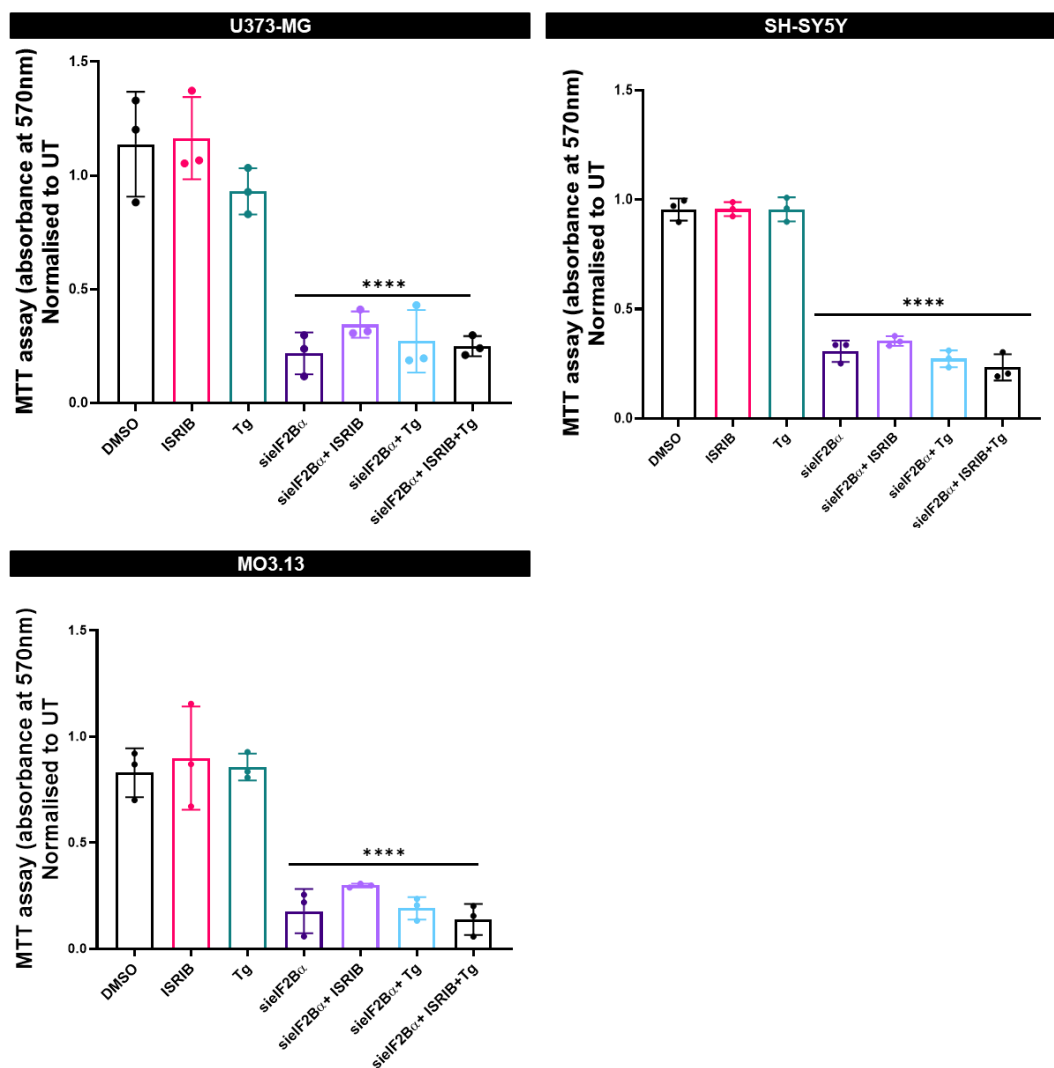 U373-MG
MTT assay (absorbance at 570nm)
Normalised to UT
1.5
1.0
0.5
0.0
****
DMSO
ISRIB
Tg
sieIF2Bα
sieIF2Bα+ ISRIB
sieIF2Bα+ Tg
sieIF2Bα+ ISRIB+Tg
SH-SY5Y
MTT assay (absorbance at 570nm)
Normalised to UT
1.5
1.0
0.5
0.0
****
DMSO
ISRIB
Tg
sieIF2Bα
sieIF2Bα+ ISRIB
sieIF2Bα+ Tg
sieIF2Bα+ ISRIB+Tg
MO3.13
MTT assay (absorbance at 570nm)
Normalised to UT
1.5
1.0
0.5
0.0
****
DMSO
ISRIB
Tg
sieIF2Bα
sieIF2Bα+ ISRIB
sieIF2Bα+ Tg
sieIF2Bα+ ISRIB+Tg